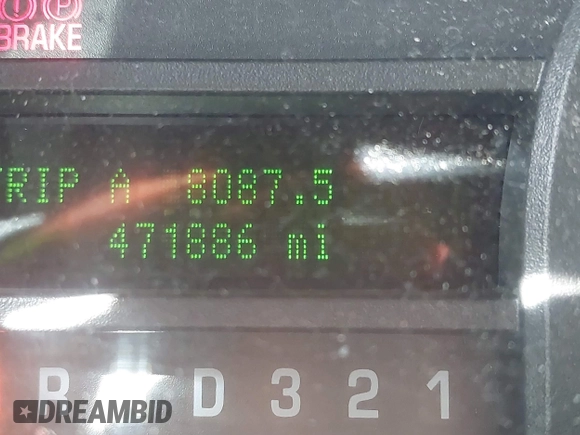 BRAKE
TRIP A 8087.5
471886 mi
R D 3 2 1
DREAMBID